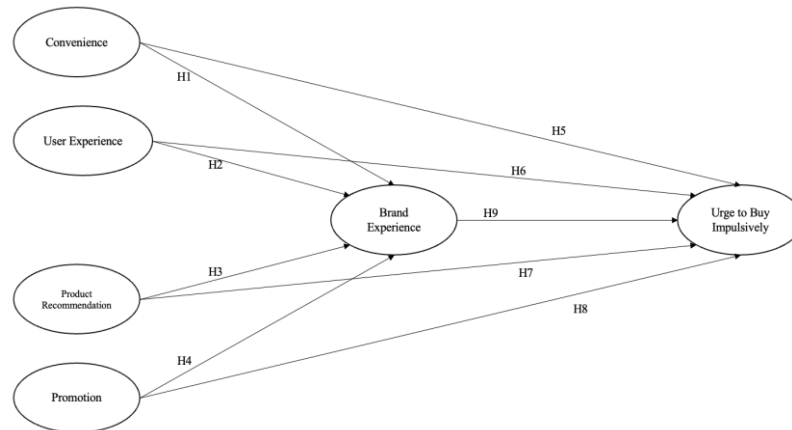 Convenience
H1
H5
User Experience
H2
H6
Brand
Experience
H9
Urge to Buy
Impulsively
Product
Recommendation
H3
H7
H8
H4
Promotion